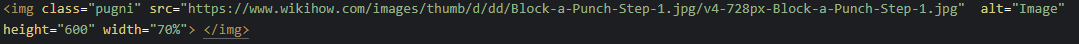 <img class="pugni" src="https://www.wikihow.com/images/thumb/d/dd/Block-a-Punch-Step-1.jpg/v4-728px-Block-a-Punch-Step-1.jpg"  alt="Image"
height="600" width="70%"> </img>